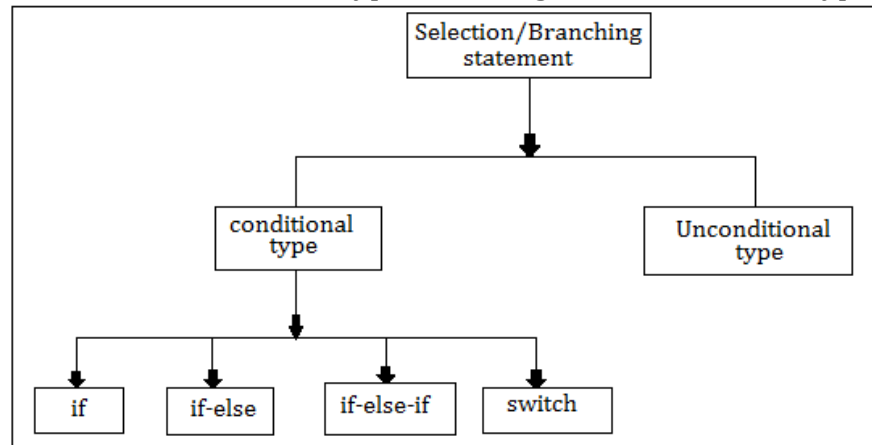 Selection/Branching
statement
conditional
type
Unconditional
type
if
if-else
if-else-if
switch